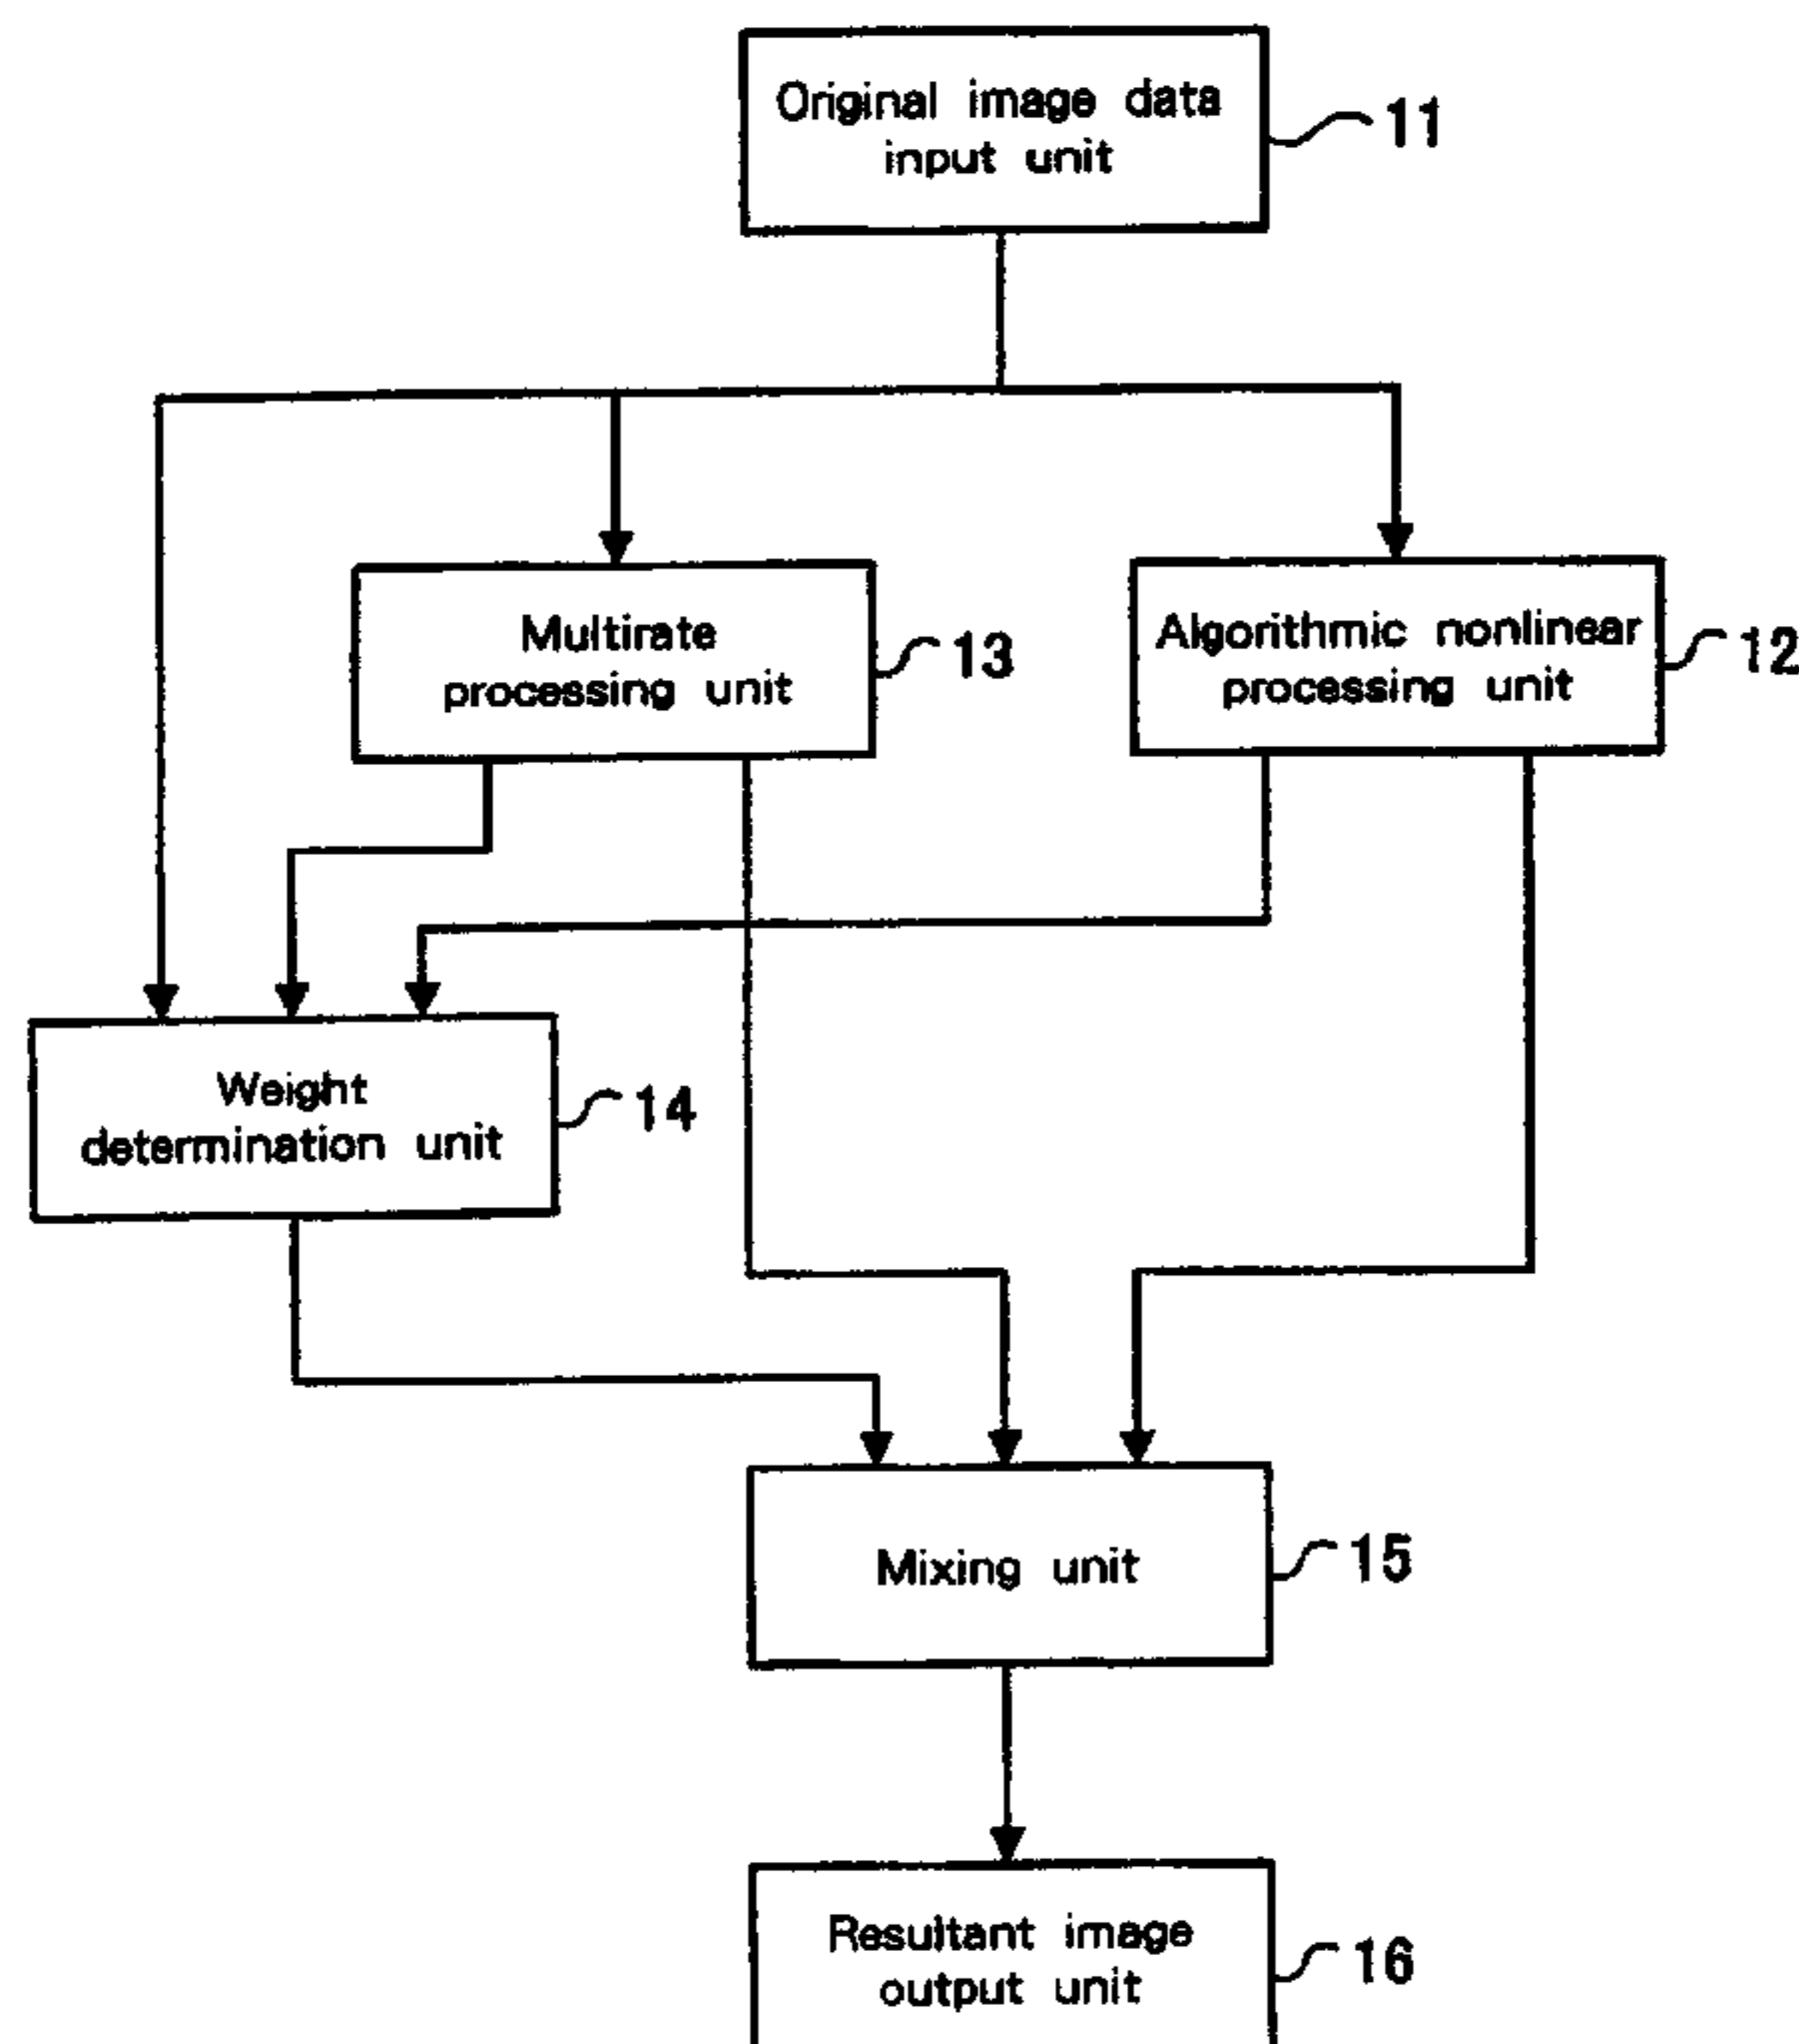 Original image data
input unit
11
Multirate
processing unit
13
Algorithmic nonlinear
processing unit
12
Weight
determination unit
14
Mixing unit
15
Resultant image
output unit
16